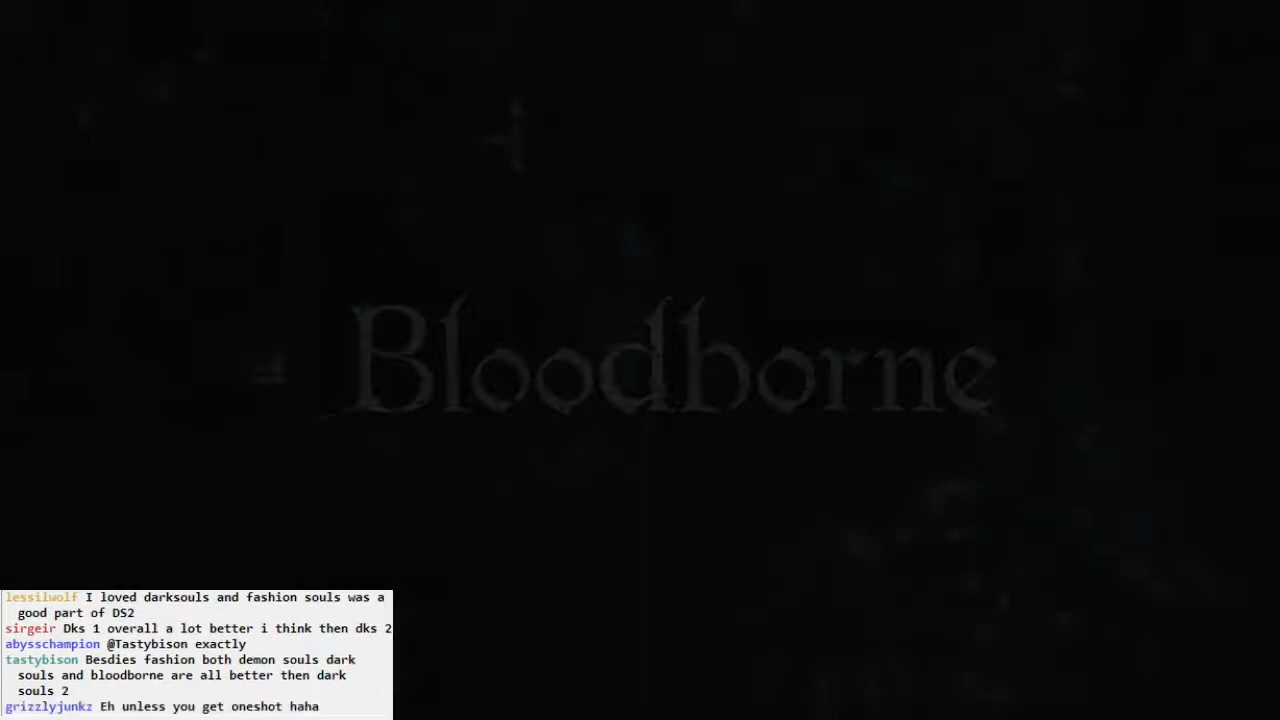 Bloodborne
lessilwolf I loved darksouls and fashion souls was a
good part of DS2
sirgeir Dks 1 overall a lot better i think then dks 2
abysschampion @Tastybison exactly
tastybison Besdies fashion both demon souls dark
souls and bloodborne are all better then dark
souls 2
grizzlyjunkz Eh unless you get oneshot haha